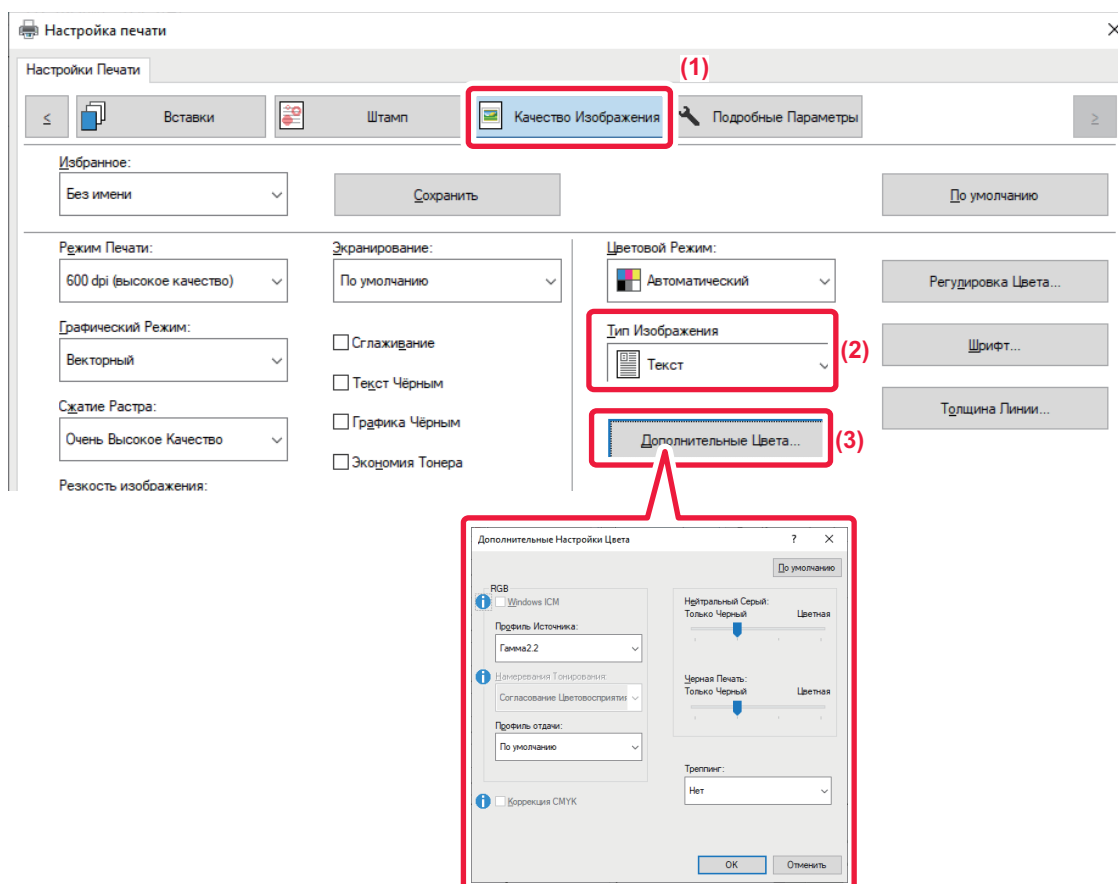 Настройка печати
Настройки Печати
(1)
<
Вставки
Штамп
Качество Изображения
Подробные Параметры
>
Избранное:
Без имени
Сохранить
По умолчанию
Режим Печати:
600 dpi (высокое качество)
Экранирование:
По умолчанию
Цветовой Режим:
Автоматический
Регулировка Цвета...
Графический Режим:
Векторный
Сглаживание
Тип Изображения
Текст
(2)
Шрифт...
Текст Чёрным
Сжатие Растра:
Очень Высокое Качество
Графика Чёрным
Дополнительные Цвета...
(3)
Толщина Линии...
Экономия Тонера
Резкость изображения:
Дополнительные Настройки Цвета
?
По умолчанию
RGB
Windows ICM
Профиль Источника:
Гамма2.2
Намеревания Тонирования:
Согласование Цветовосприятия
Профиль отдачи:
По умолчанию
Коррекция CMYK
Нейтральный Серый:
Только Черный Цветная
Черная Печать:
Только Черный Цветная
Треппинг:
Нет
OK
Отменить